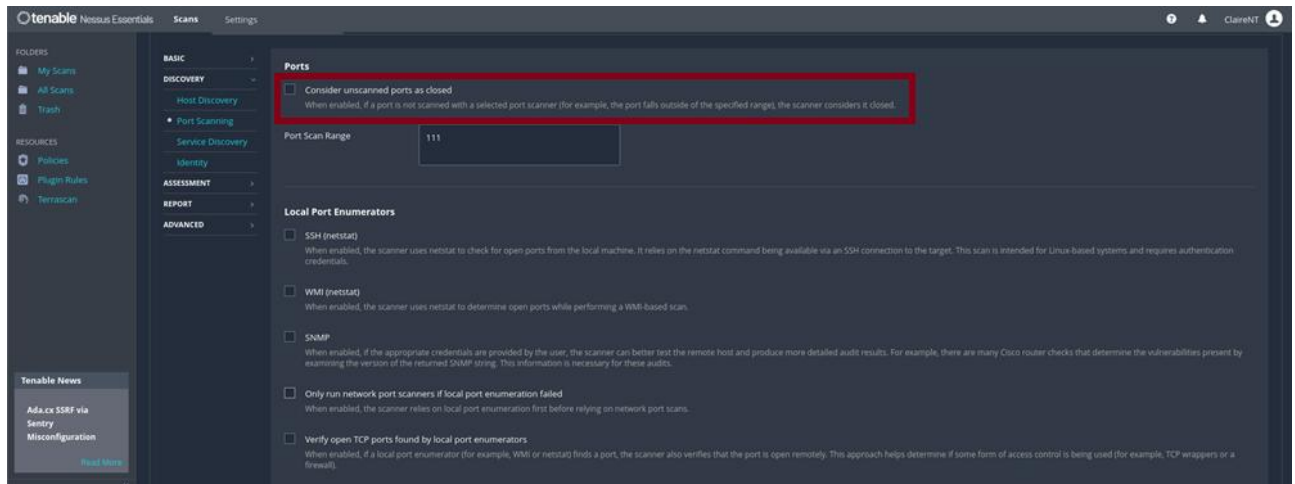 tenable Nessus Essentials Scans Settings
ClaireNT
FOLDERS
My Scans
All Scans
Trash
RESOURCES
Policies
Plugin Rules
Terrascan
Tenable News
Ada.cx SSRF via
Sentry
Misconfiguration
Read More
BASIC
DISCOVERY
Host Discovery
Port Scanning
Service Discovery
Identity
ASSESSMENT
REPORT
ADVANCED
Ports
Consider unscanned ports as closed
When enabled, if a port is not scanned with a selected port scanner (for example, the port falls outside of the specified range), the scanner considers it closed.
Port Scan Range
111
Local Port Enumerators
SSH (netstat)
When enabled, the scanner uses netstat to check for open ports from the local machine. It relies on the netstat command being available via an SSH connection to the target. This scan is intended for Linux-based systems and requires authentication
credentials.
WMI (netstat)
When enabled, the scanner uses netstat to determine open ports while performing a WMI-based scan.
SNMP
When enabled, if the appropriate credentials are provided by the user, the scanner can better test the remote host and produce more detailed audit results. For example, there are many Cisco router checks that determine the vulnerabilities present by
examining the version of the returned SNMP string. This information is necessary for these audits.
Only run network port scanners if local port enumeration failed
When enabled, the scanner relies on local port enumeration first before relying on network port scans.
Verify open TCP ports found by local port enumerators
When enabled, if a local port enumerator (for example, WMI or netstat) finds a port, the scanner also verifies that the port is open remotely. This approach helps determine if some form of access control is being used (for example, TCP wrappers or a
firewall).